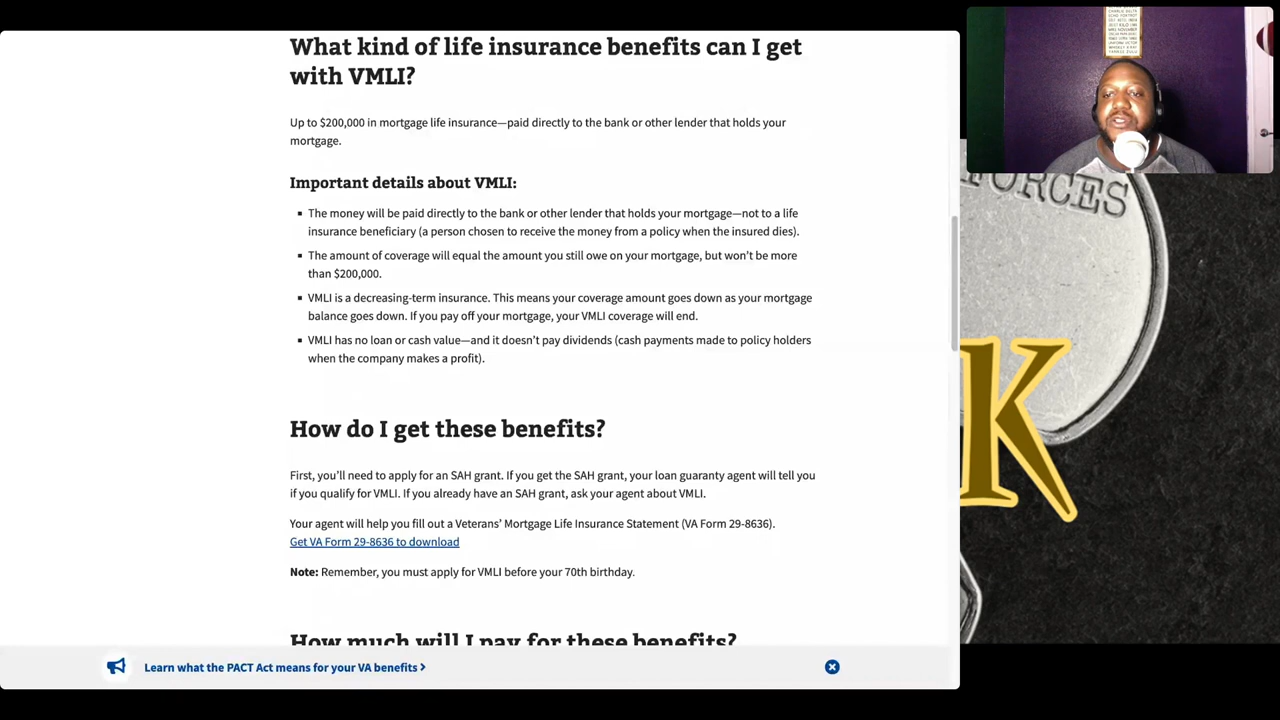 What kind of life insurance benefits can I get
with VMLI?
Up to $200,000 in mortgage life insurance—paid directly to the bank or other lender that holds your
mortgage.
Important details about VMLI:
▪ The money will be paid directly to the bank or other lender that holds your mortgage—not to a life
insurance beneficiary (a person chosen to receive the money from a policy when the insured dies).
▪ The amount of coverage will equal the amount you still owe on your mortgage, but won't be more
than $200,000.
▪ VMLI is a decreasing-term insurance. This means your coverage amount goes down as your mortgage
balance goes down. If you pay off your mortgage, your VMLI coverage will end.
▪ VMLI has no loan or cash value—and it doesn't pay dividends (cash payments made to policy holders
when the company makes a profit).
How do I get these benefits?
First, you'll need to apply for an SAH grant. If you get the SAH grant, your loan guaranty agent will tell you
if you qualify for VMLI. If you already have an SAH grant, ask your agent about VMLI.
Your agent will help you fill out a Veterans' Mortgage Life Insurance Statement (VA Form 29-8636).
Get VA Form 29-8636 to download
Note: Remember, you must apply for VMLI before your 70th birthday.
How much will I pay for these benefits?
Learn what the PACT Act means for your VA benefits >
FORCES
K